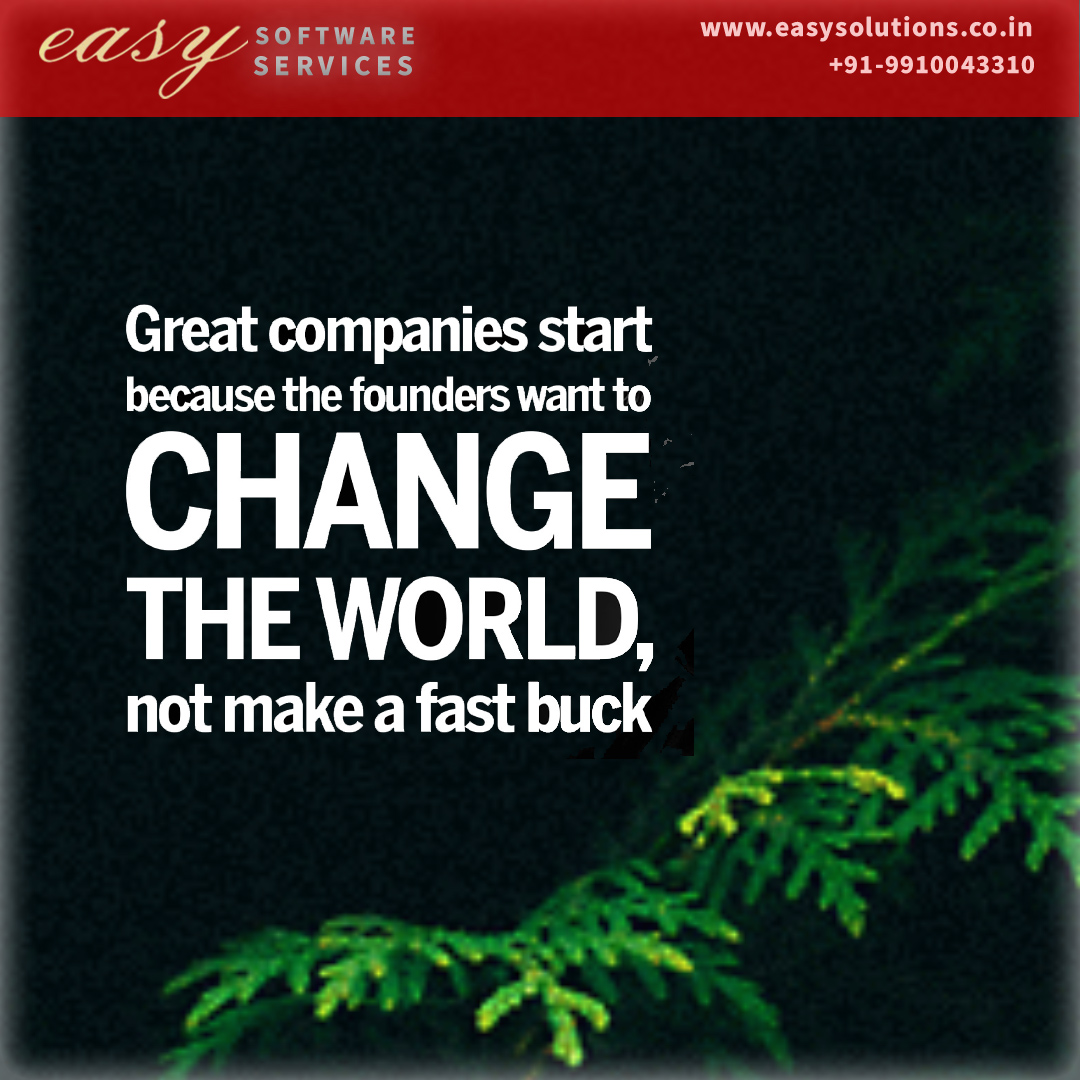 easy SOFTWARE
SERVICES
www.easysolutions.co.in
+91-9910043310
Great companies start
because the founders want to
CHANGE
THE WORLD,
not make a fast buck